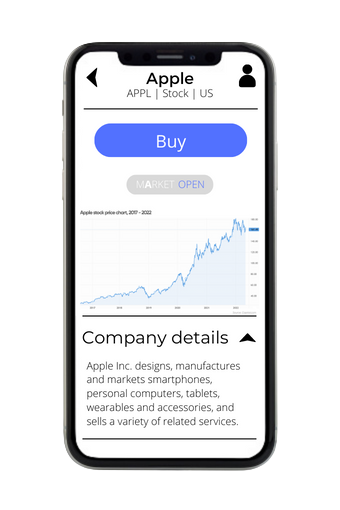 Apple
APPL | Stock | US
Buy
MARKET OPEN
Apple stock price chart, 2017 - 2022
Company details
Apple Inc. designs, manufactures
and markets smartphones,
personal computers, tablets,
wearables and accessories, and
sells a variety of related services.